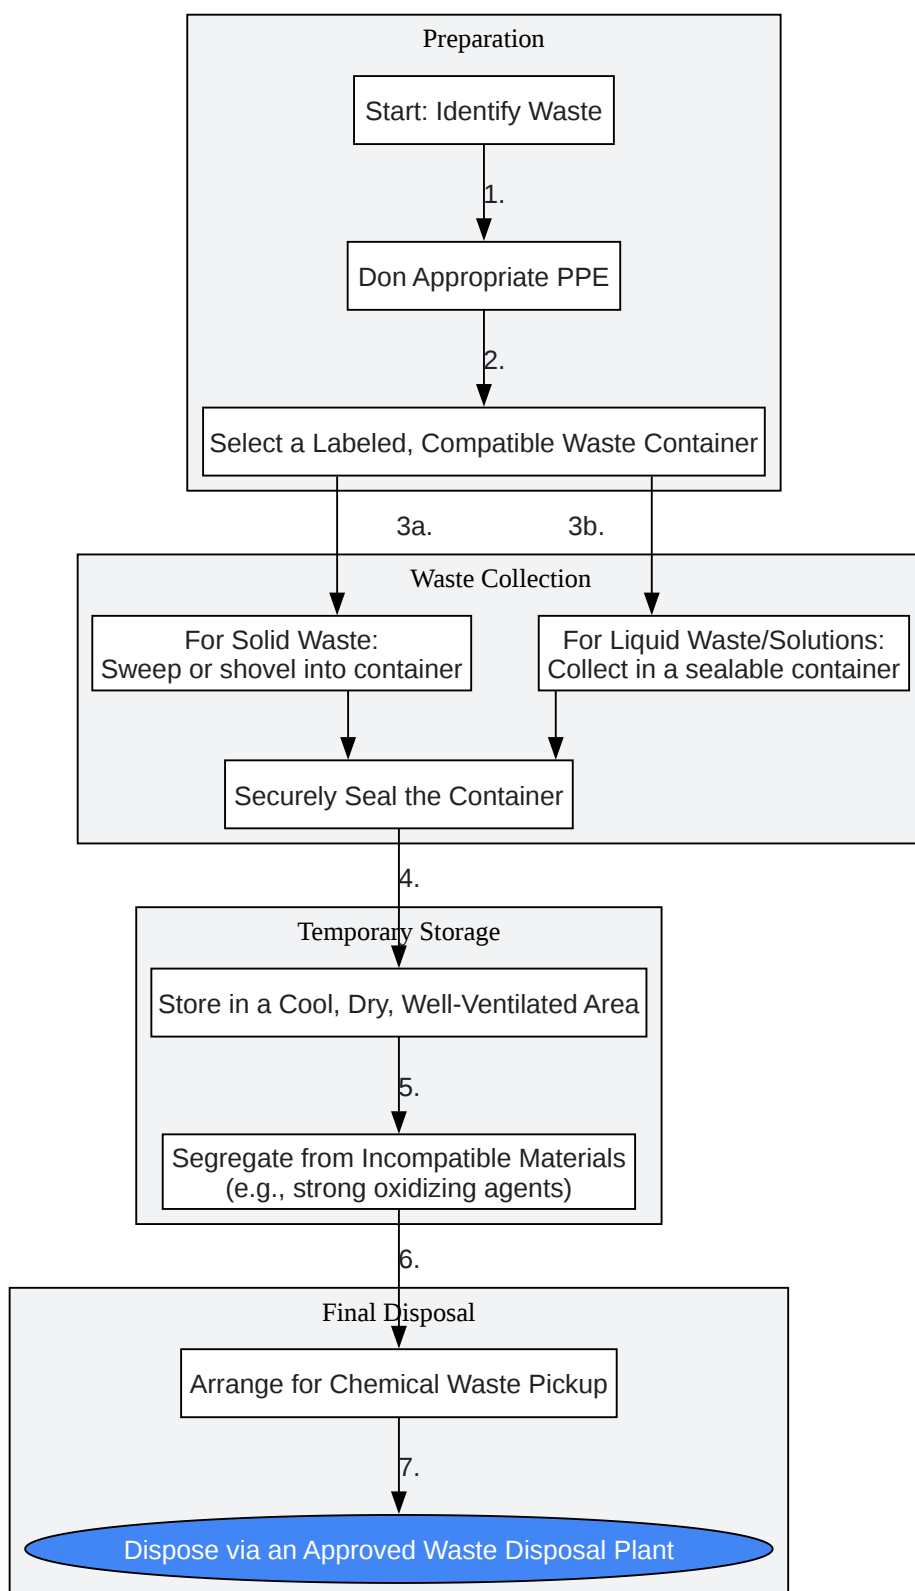 Preparation
Start: Identify Waste
1.
Don Appropriate PPE
2.
Select a Labeled, Compatible Waste Container
3a.
3b.
Waste Collection
For Solid Waste:
Sweep or shovel into container
For Liquid Waste/Solutions:
Collect in a sealable container
Securely Seal the Container
4.
Temporary Storage
Store in a Cool, Dry, Well-Ventilated Area
5.
Segregate from Incompatible Materials
(e.g., strong oxidizing agents)
6.
Final Disposal
Arrange for Chemical Waste Pickup
7.
Dispose via an Approved Waste Disposal Plant